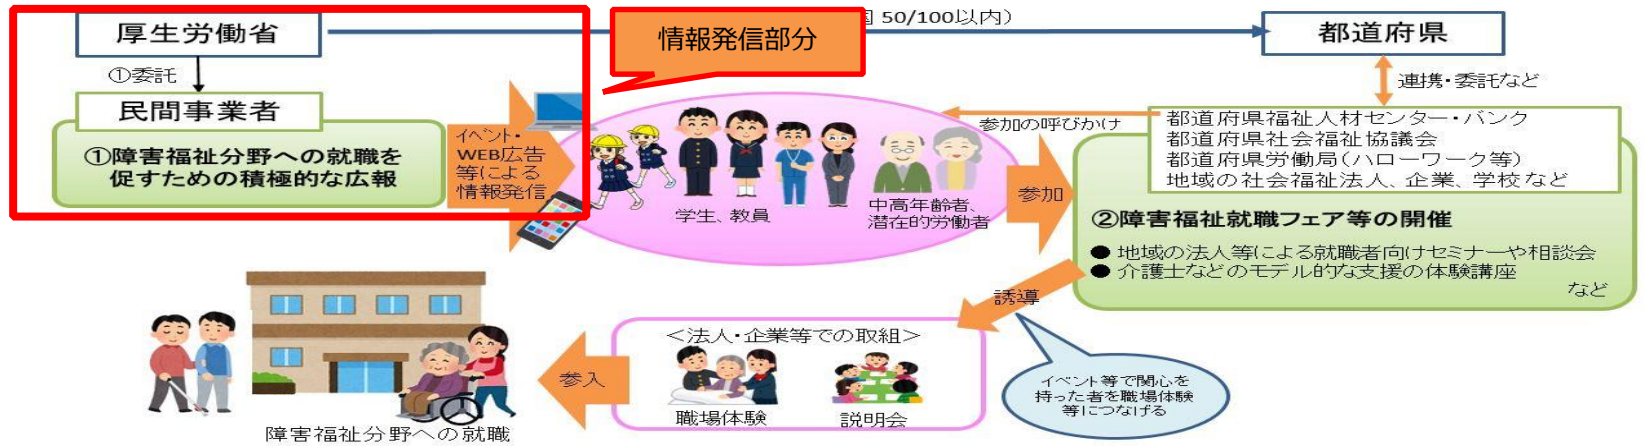 厚生労働省
50/100以内）
情報発信部分
都道府県
①委託
連携・委託など
民間事業者
①障害福祉分野への就職を
促すための積極的な広報
イベント・
WEB広告
等による
情報発信
学生、教員
中高年齢者、
潜在的労働者
参加の呼びかけ
参加
都道府県福祉人材センター・バンク
都道府県社会福祉協議会
都道府県労働局（ハローワーク等）
地域の社会福祉法人、企業、学校など
②障害福祉就職フェア等の開催
● 地域の法人等による就職者向けセミナーや相談会
● 介護士などのモデル的な支援の体験講座
など
誘導
＜法人・企業等での取組＞
職場体験
説明会
イベント等で関心を
持った者を職場体験
等につなげる
参入
障害福祉分野への就職